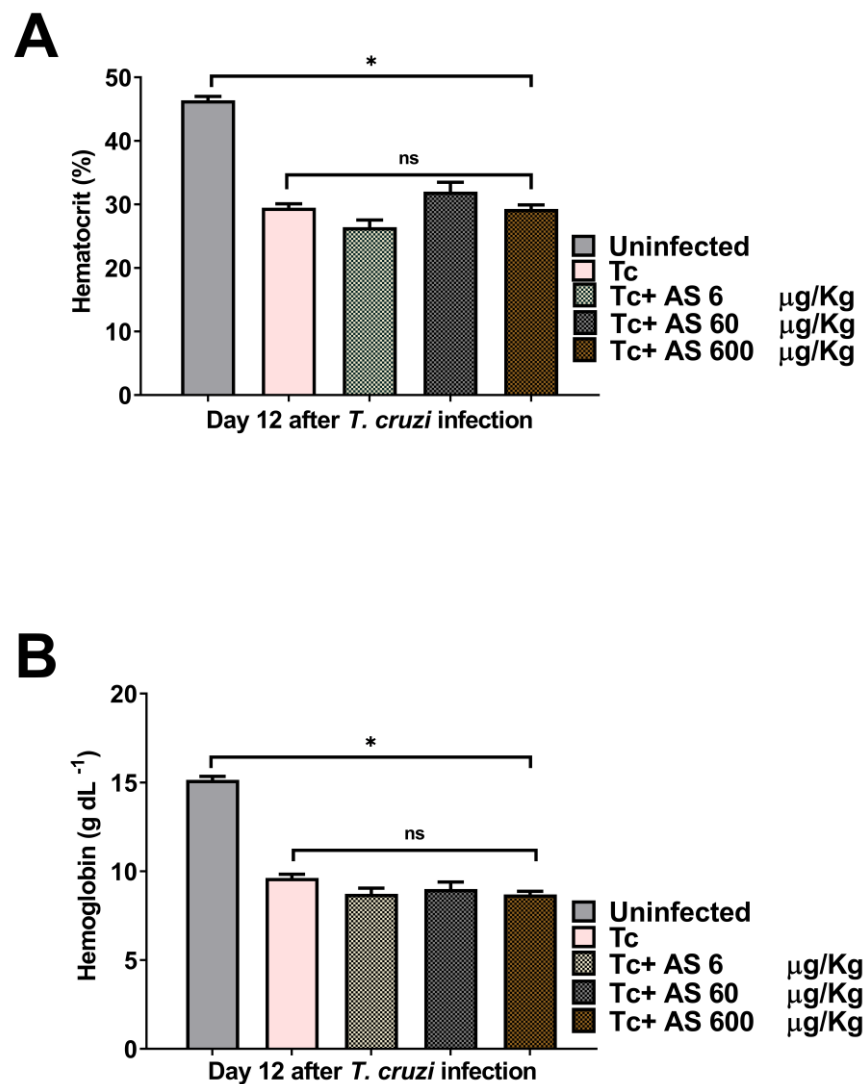 A
*
50
40
30
20
10
0
Hematocrit (%)
ns
Uninfected
Tc
Tc+ AS 6 μg/Kg
Tc+ AS 60 μg/Kg
Tc+ AS 600 μg/Kg
Day 12 after T. cruzi infection
B
20
15
10
5
0
Hemoglobin (g dL -1)
*
ns
Uninfected
Tc
Tc+ AS 6 μg/Kg
Tc+ AS 60 μg/Kg
Tc+ AS 600 μg/Kg
Day 12 after T. cruzi infection